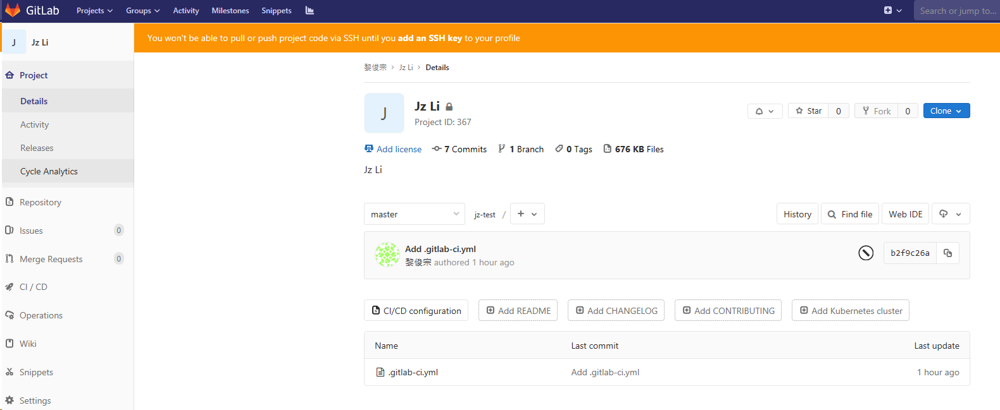 GitLab Projects Groups Activity Milestones Snippets Search or jump to...
J Jz Li
You won't be able to pull or push project code via SSH until you add an SSH key to your profile
Project
Details
Activity
Releases
Cycle Analytics
Repository
Issues 0
Merge Requests 0
CI / CD
Operations
Wiki
Snippets
Settings
黎俊宗 › Jz Li › Details
J
Jz Li
Project ID: 367
Star 0 Fork 0 Clone
Add license 7 Commits 1 Branch 0 Tags 676 KB Files
Jz Li
master jz-test / + History Find file Web IDE
Add .gitlab-ci.yml
黎俊宗 authored 1 hour ago
b2f9c26a
CI/CD configuration Add README Add CHANGELOG Add CONTRIBUTING Add Kubernetes cluster
Name Last commit Last update
.gitlab-ci.yml Add .gitlab-ci.yml 1 hour ago